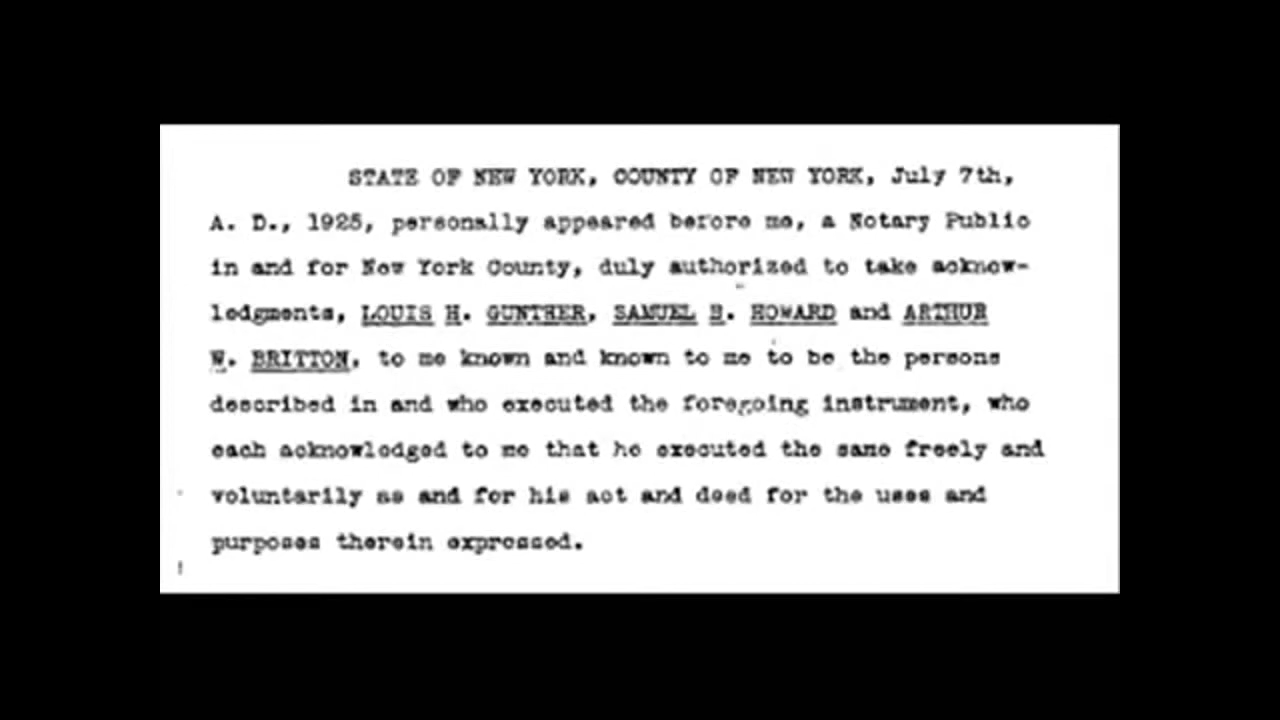 STATE OF NEW YORK, COUNTY OF NEW YORK, July 7th,
A. D., 1925, personally appeared before me, a Notary Public
in and for New York County, duly authorized to take acknow-
ledgments, LOUIS H. GUNTHER, SAMUEL B. HOWARD and ARTHUR
W. BRITTON, to me known and known to me to be the persons
described in and who executed the foregoing instrument, who
each acknowledged to me that he executed the same freely and
voluntarily as and for his act and deed for the uses and
purposes therein expressed.